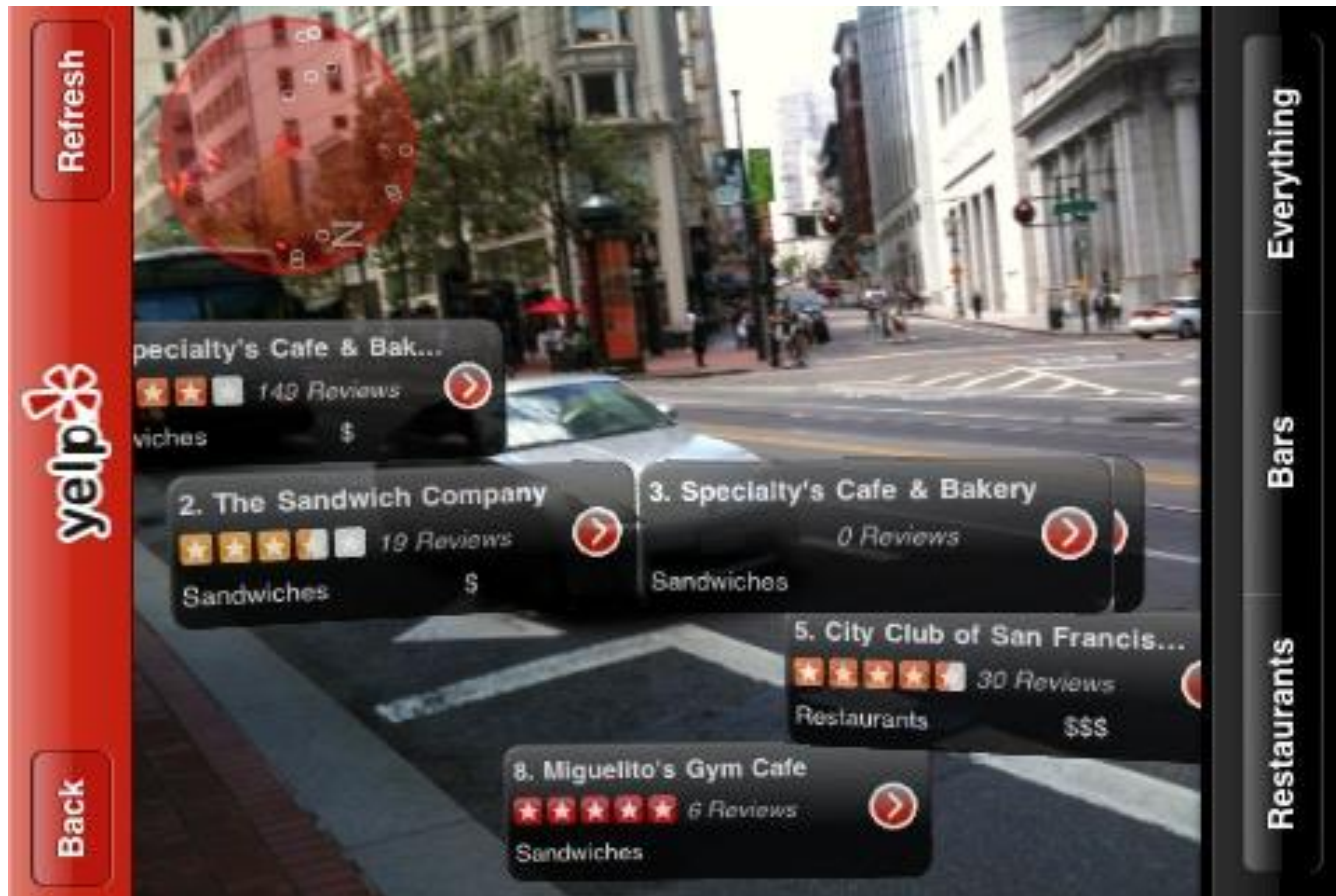 Refresh
yelp
Back
N
pecialty's Cafe & Bak...
149 Reviews
wiches $
2. The Sandwich Company
19 Reviews
Sandwiches $
3. Specialty's Cafe & Bakery
0 Reviews
Sandwiches
5. City Club of San Francis...
30 Reviews
Restaurants $$$
8. Miguelito's Gym Cafe
6 Reviews
Sandwiches
Everything
Bars
Restaurants